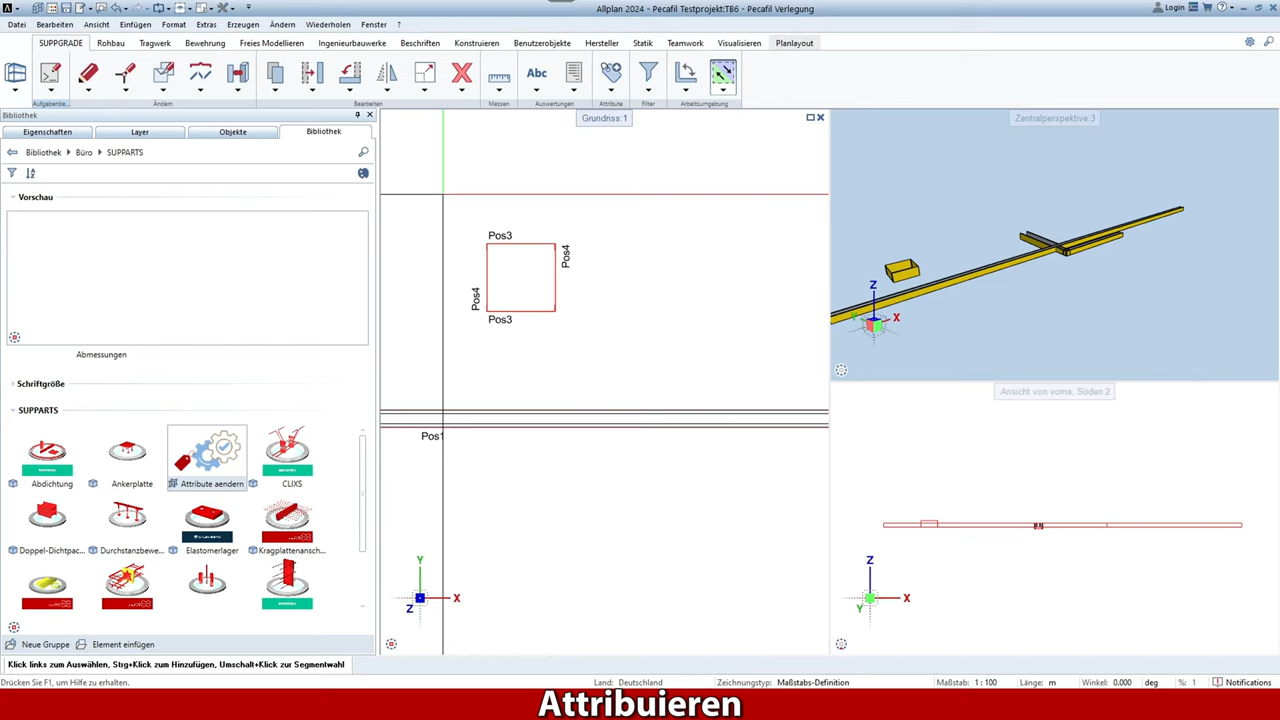 Allplan 2024 - Pecafil Testprojekt:TB6 - Pecafil Verlegung
Login
Datei Bearbeiten Ansicht Einfügen Format Extras Erzeugen Ändern Wiederholen Fenster ?
SUPPGRADE Rohbau Tragwerk Bewehrung Freies Modellieren Ingenieurbauwerke Beschriften Konstruieren Benutzerobjekte Hersteller Statik Teamwork Visualisieren Planlayout
Abc
Aufgabenbe... Ändern Bearbeiten Messen Auswertungen Attribute Filter Arbeitsumgebung
Bibliothek
Eigenschaften Layer Objekte Bibliothek
Bibliothek Büro SUPPARTS
Vorschau
Abmessungen
Schriftgröße
SUPPARTS
Abdichtung Ankerplatte Attribute aendern CLIXS
Doppel-Dichtpac... Durchstanzbewe... Elastomerlager Kragplattenansch...
Neue Gruppe Element einfügen
Grundriss:1
Pos3
Pos4
Pos4
Pos3
Pos1
Y
X
Z
Zentralperspektive:3
Z
Y
X
Ansicht von vorne, Süden:2
Z
X
Y
Klick links zum Auswählen, Strg+Klick zum Hinzufügen, Umschalt+Klick zur Segmentwahl
Drücken Sie F1, um Hilfe zu erhalten. Land: Deutschland Zeichnungstyp: Maßstabs-Definition Maßstab: 1 : 100 Länge: m Winkel: 0.000 deg %: 1 Notifications
Attribuieren